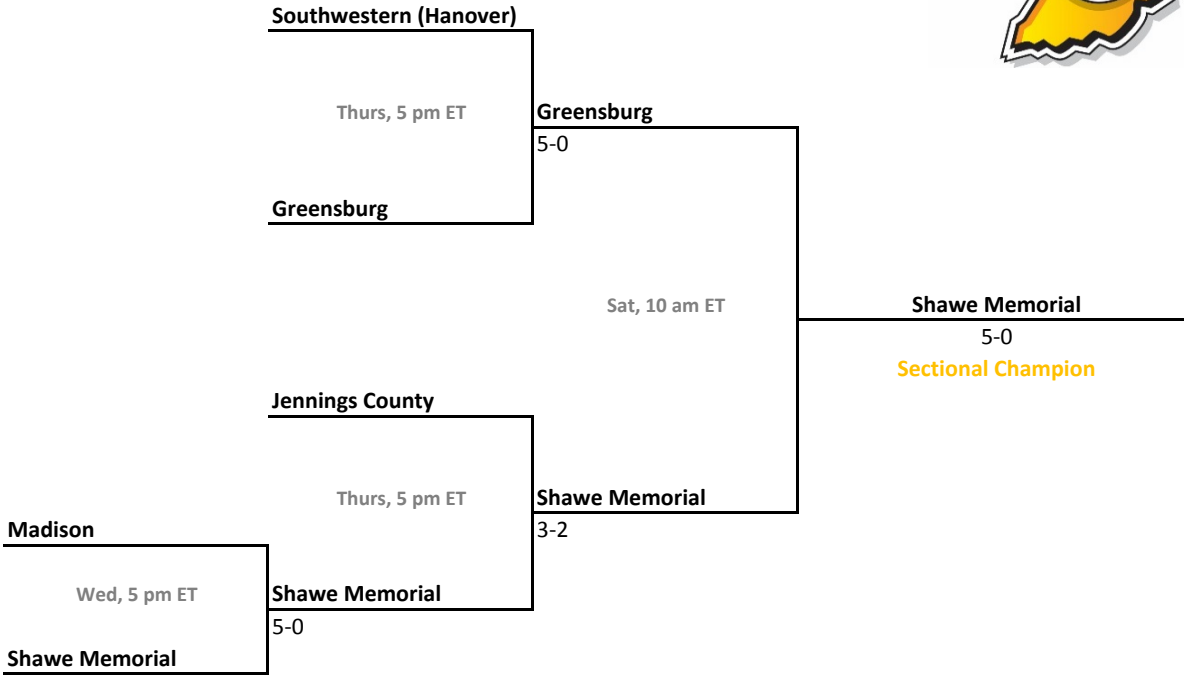 Southwestern (Hanover)
Thurs, 5 pm ET
Greensburg
5-0
Greensburg
Sat, 10 am ET
Shawe Memorial
5-0
Sectional Champion
Jennings County
Thurs, 5 pm ET
Shawe Memorial
3-2
Madison
Wed, 5 pm ET
Shawe Memorial
5-0
Shawe Memorial